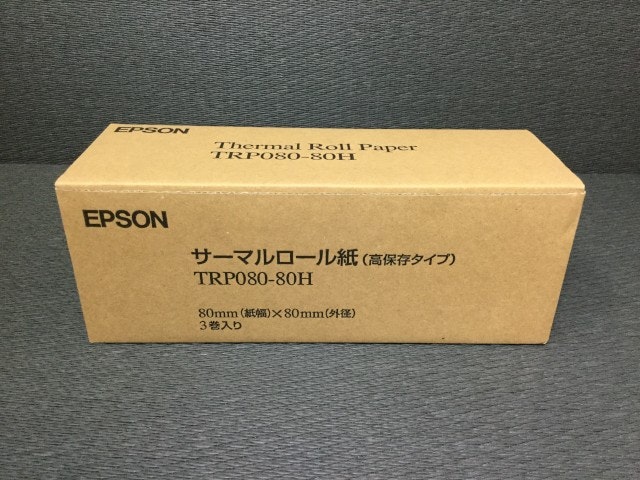 EPSON
Thermal Roll Paper
TRP080-80H
EPSON
サーマルロール紙(高保存タイプ)
TRP080-80H
80mm(紙幅)×80mm(外径)
3巻入り